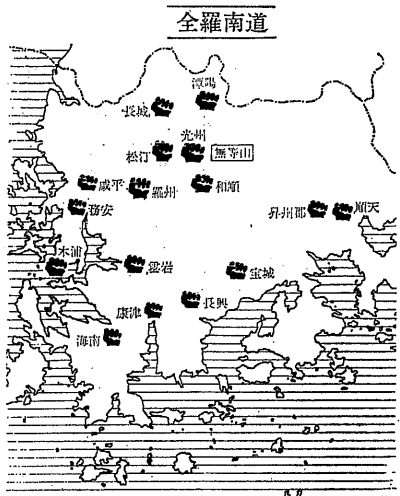 全羅南道
潭陽
長城
光州
松汀
無等山
咸平
羅州
和順
務安
昇州郡
順天
木浦
霊岩
宝城
長興
康津
海南